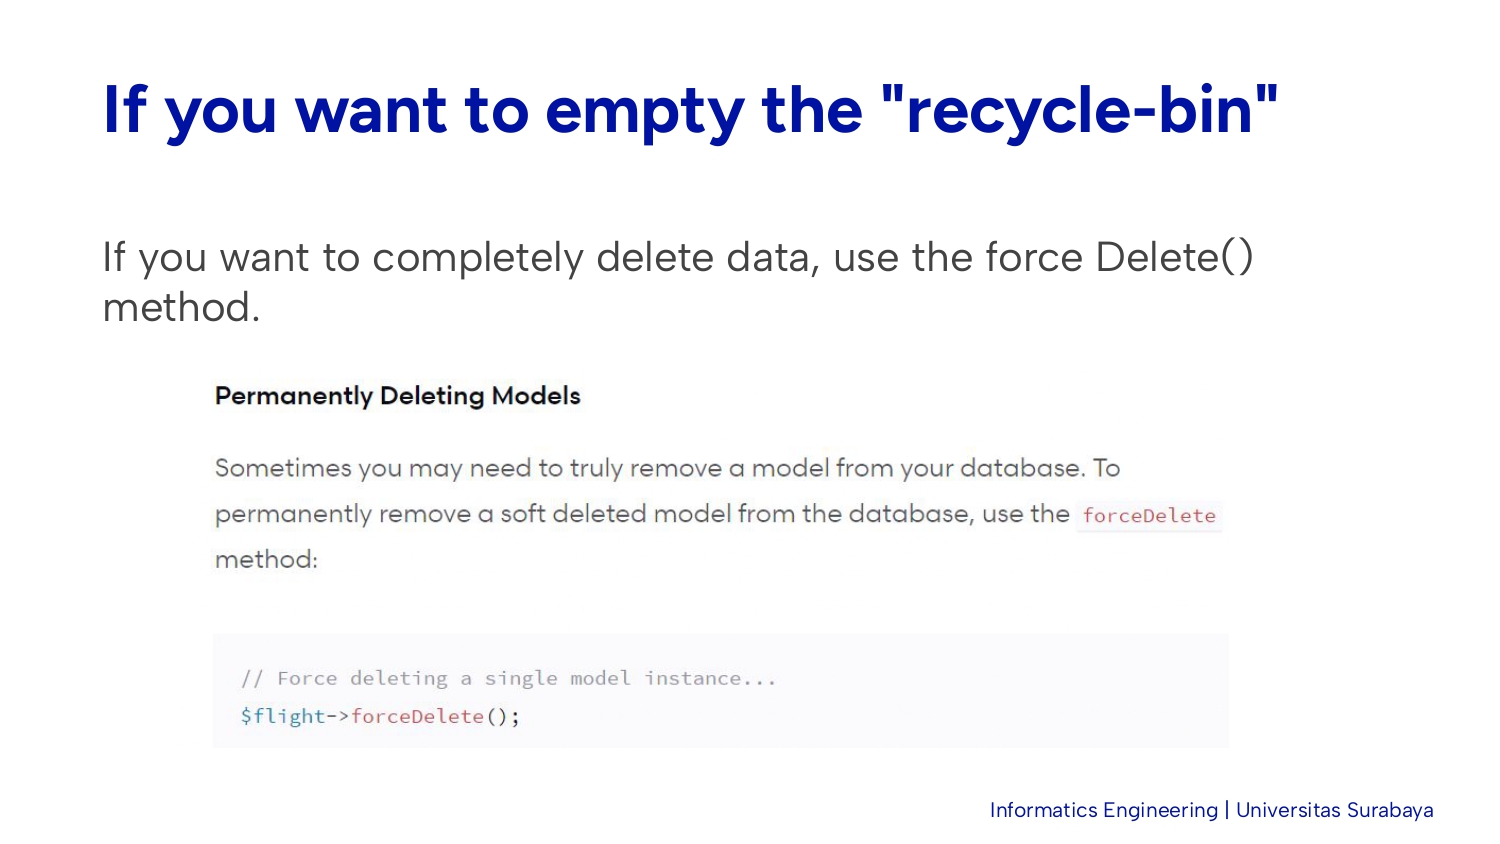 If you want to empty the "recycle-bin"
If you want to completely delete data, use the force Delete()
method.
Permanently Deleting Models
Sometimes you may need to truly remove a model from your database. To
permanently remove a soft deleted model from the database, use the forceDelete
method:
// Force deleting a single model instance...
$flight->forceDelete();
Informatics Engineering | Universitas Surabaya